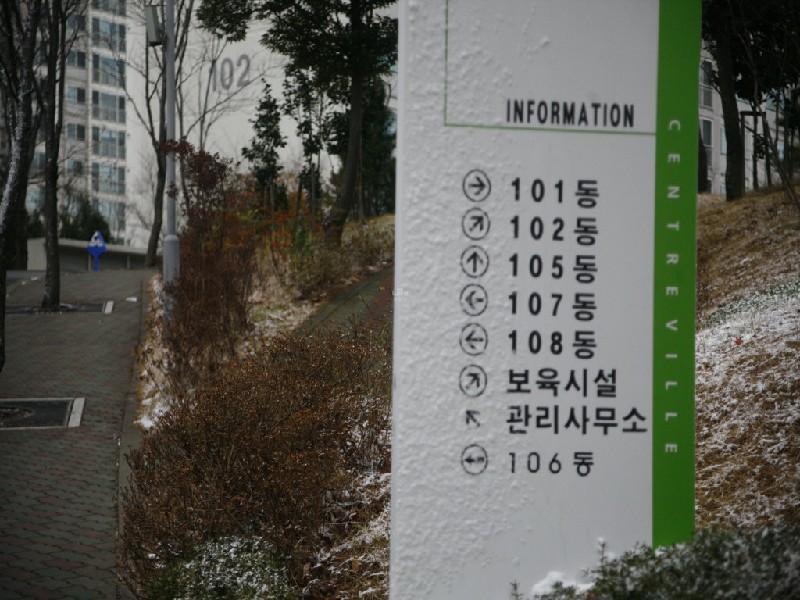 102
INFORMATION
101동
102동
105동
107동
108동
보육시설
관리사무소
106동
CENTREVILLE